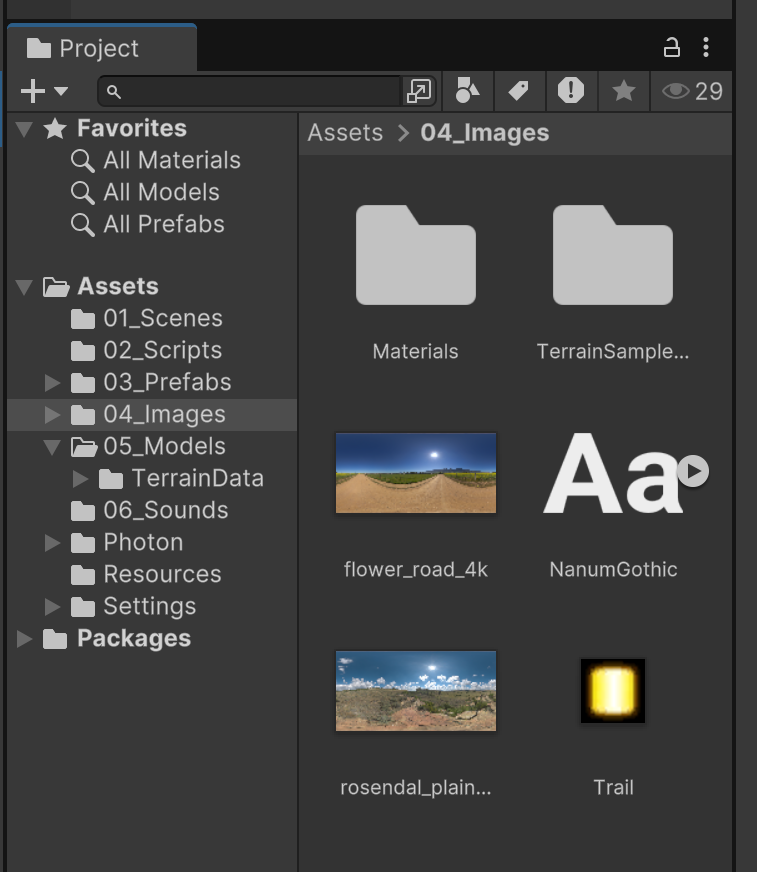 Project
29
Favorites
All Materials
All Models
All Prefabs
Assets
01_Scenes
02_Scripts
03_Prefabs
04_Images
05_Models
TerrainData
06_Sounds
Photon
Resources
Settings
Packages
Assets > 04_Images
Materials
TerrainSample...
flower_road_4k
Aa
NanumGothic
rosendal_plain...
Trail